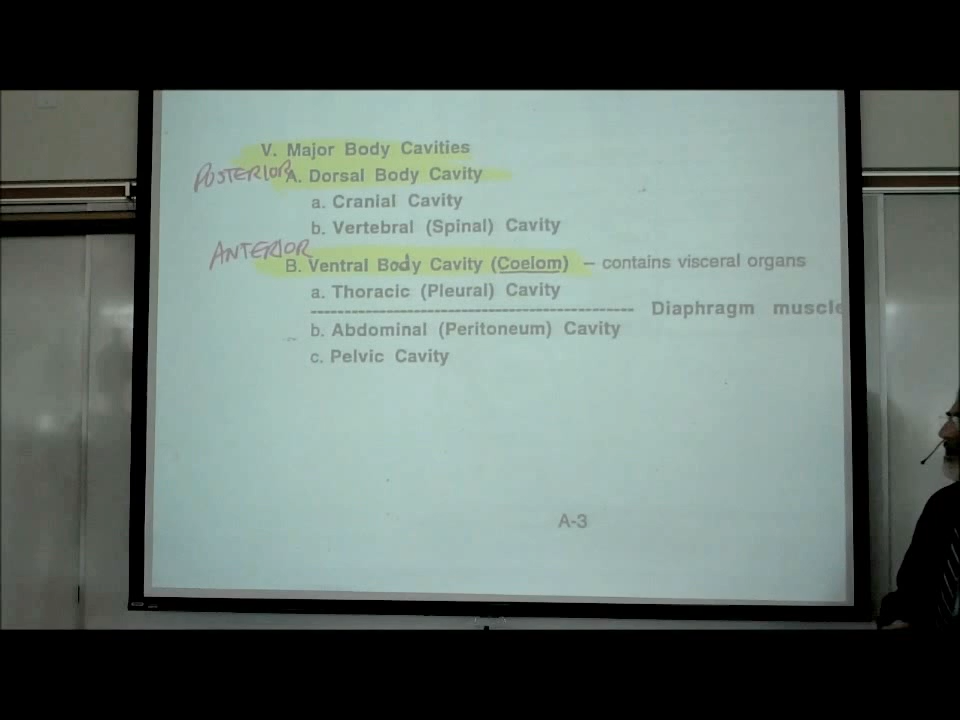 V. Major Body Cavities
POSTERIOR A. Dorsal Body Cavity
a. Cranial Cavity
b. Vertebral (Spinal) Cavity
ANTERIOR
B. Ventral Body Cavity (Coelom) – contains visceral organs
a. Thoracic (Pleural) Cavity
Diaphragm muscle
b. Abdominal (Peritoneum) Cavity
c. Pelvic Cavity
A-3